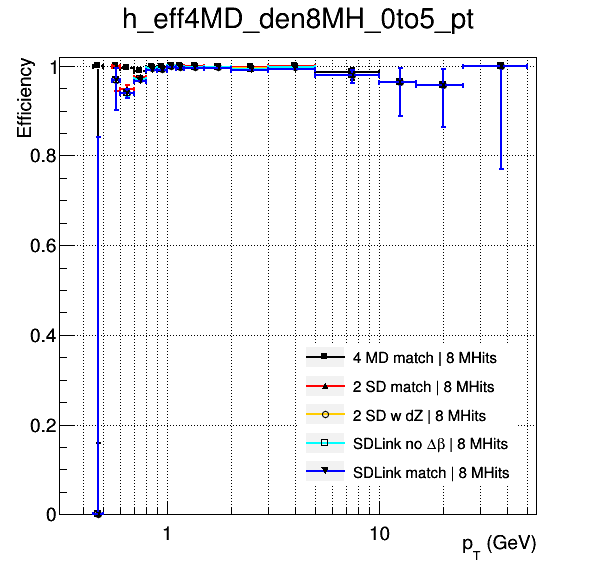 h_eff4MD_den8MH_0to5_pt
Efficiency
1
0.8
0.6
0.4
0.2
0
4 MD match | 8 MHits
2 SD match | 8 MHits
2 SD w dZ | 8 MHits
SDLink no Δβ | 8 MHits
SDLink match | 8 MHits
1
10
p_T (GeV)